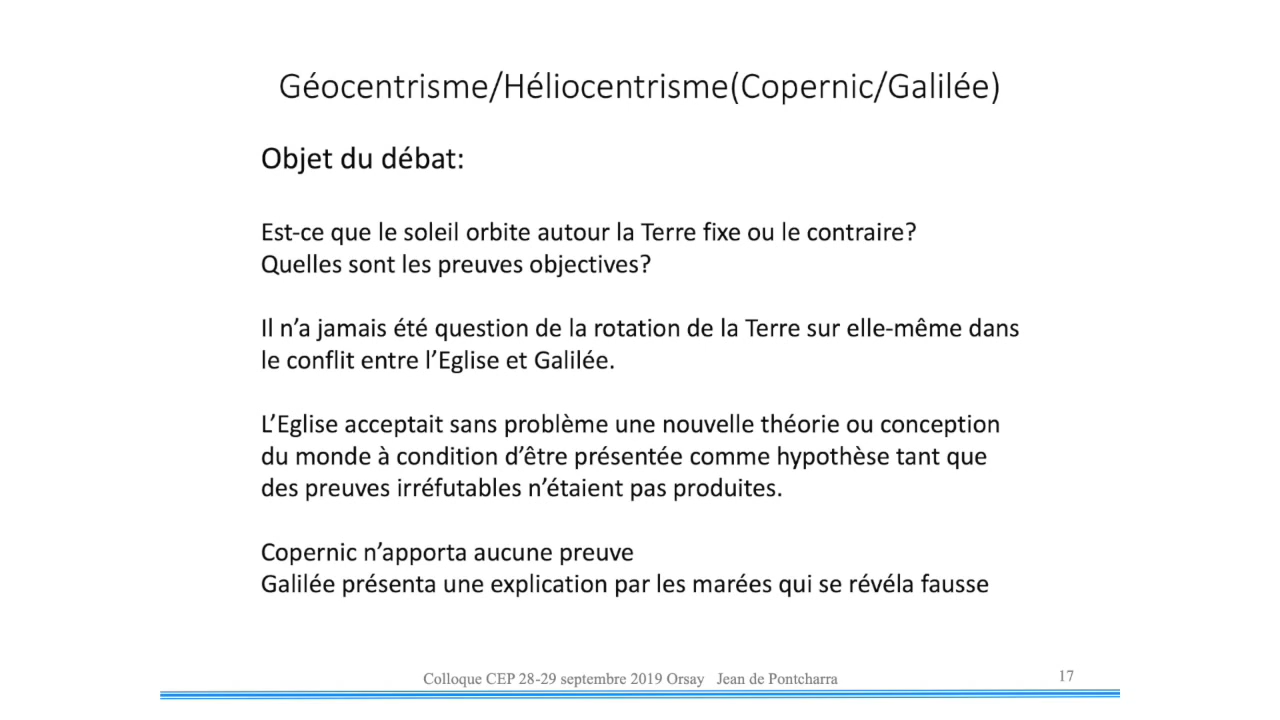 Géocentrisme/Héliocentrisme(Copernic/Galilée)
Objet du débat:
Est-ce que le soleil orbite autour la Terre fixe ou le contraire?
Quelles sont les preuves objectives?
Il n’a jamais été question de la rotation de la Terre sur elle-même dans
le conflit entre l’Eglise et Galilée.
L’Eglise acceptait sans problème une nouvelle théorie ou conception
du monde à condition d’être présentée comme hypothèse tant que
des preuves irréfutables n’étaient pas produites.
Copernic n’apporta aucune preuve
Galilée présenta une explication par les marées qui se révéla fausse
Colloque CEP 28-29 septembre 2019 Orsay Jean de Pontcharra
17